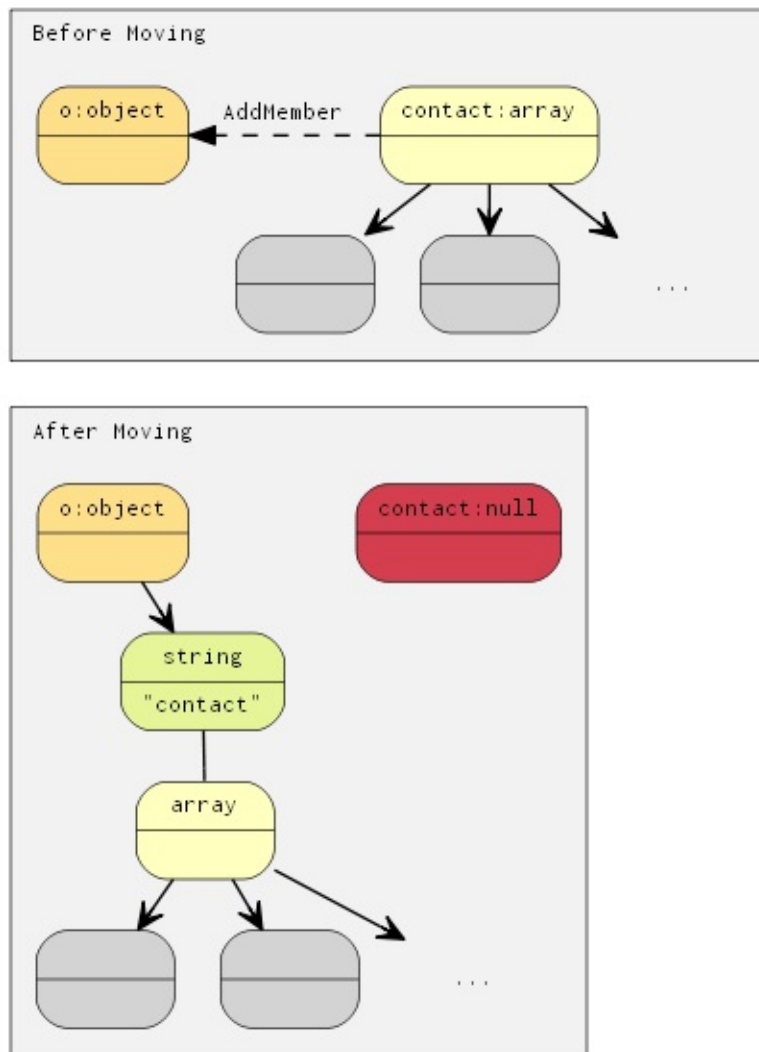 Before Moving
o:object
AddMember
contact:array
...
After Moving
o:object
contact:null
string
"contact"
array
...